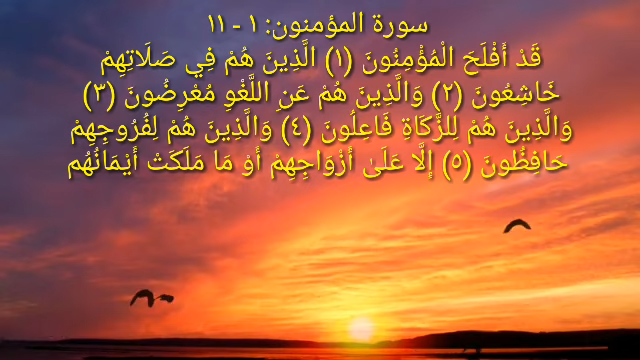 سورة المؤمنون: ١ - ١١
قَدْ أَفْلَحَ الْمُؤْمِنُونَ ﴿١﴾ الَّذِينَ هُمْ فِي صَلَاتِهِمْ
خَاشِعُونَ ﴿٢﴾ وَالَّذِينَ هُمْ عَنِ اللَّغْوِ مُعْرِضُونَ ﴿٣﴾
وَالَّذِينَ هُمْ لِلزَّكَاةِ فَاعِلُونَ ﴿٤﴾ وَالَّذِينَ هُمْ لِفُرُوجِهِمْ
حَافِظُونَ ﴿٥﴾ إِلَّا عَلَىٰ أَزْوَاجِهِمْ أَوْ مَا مَلَكَتْ أَيْمَانُهُم